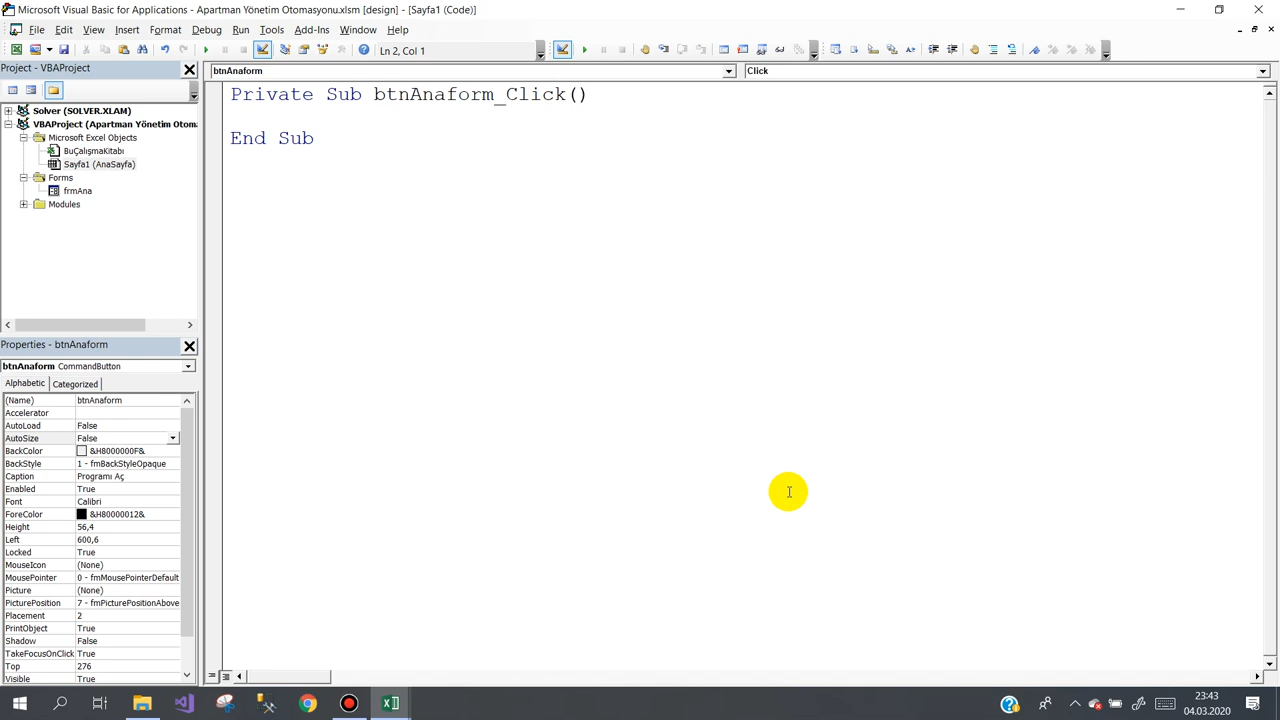 Microsoft Visual Basic for Applications - Apartman Yönetim Otomasyonu.xlsm [design] - [Sayfa1 (Code)]
File Edit View Insert Format Debug Run Tools Add-Ins Window Help
Ln 2, Col 1
Project - VBAProject
btnAnaform
Click
Solver (SOLVER.XLAM)
VBAProject (Apartman Yönetim Otom
Microsoft Excel Objects
BuÇalışmaKitabı
Sayfa1 (AnaSayfa)
Forms
frmAna
Modules
Private Sub btnAnaform_Click()
End Sub
Properties - btnAnaform
btnAnaform CommandButton
Alphabetic Categorized
(Name) btnAnaform
Accelerator
AutoLoad False
AutoSize False
BackColor &H8000000F&
BackStyle 1 - fmBackStyleOpaque
Caption Programı Aç
Enabled True
Font Calibri
ForeColor &H80000012&
Height 56,4
Left 600,6
Locked True
MouseIcon (None)
MousePointer 0 - fmMousePointerDefault
Picture (None)
PicturePosition 7 - fmPicturePositionAbove
Placement 2
PrintObject True
Shadow False
TakeFocusOnClick True
Top 276
Visible True
23:43
04.03.2020